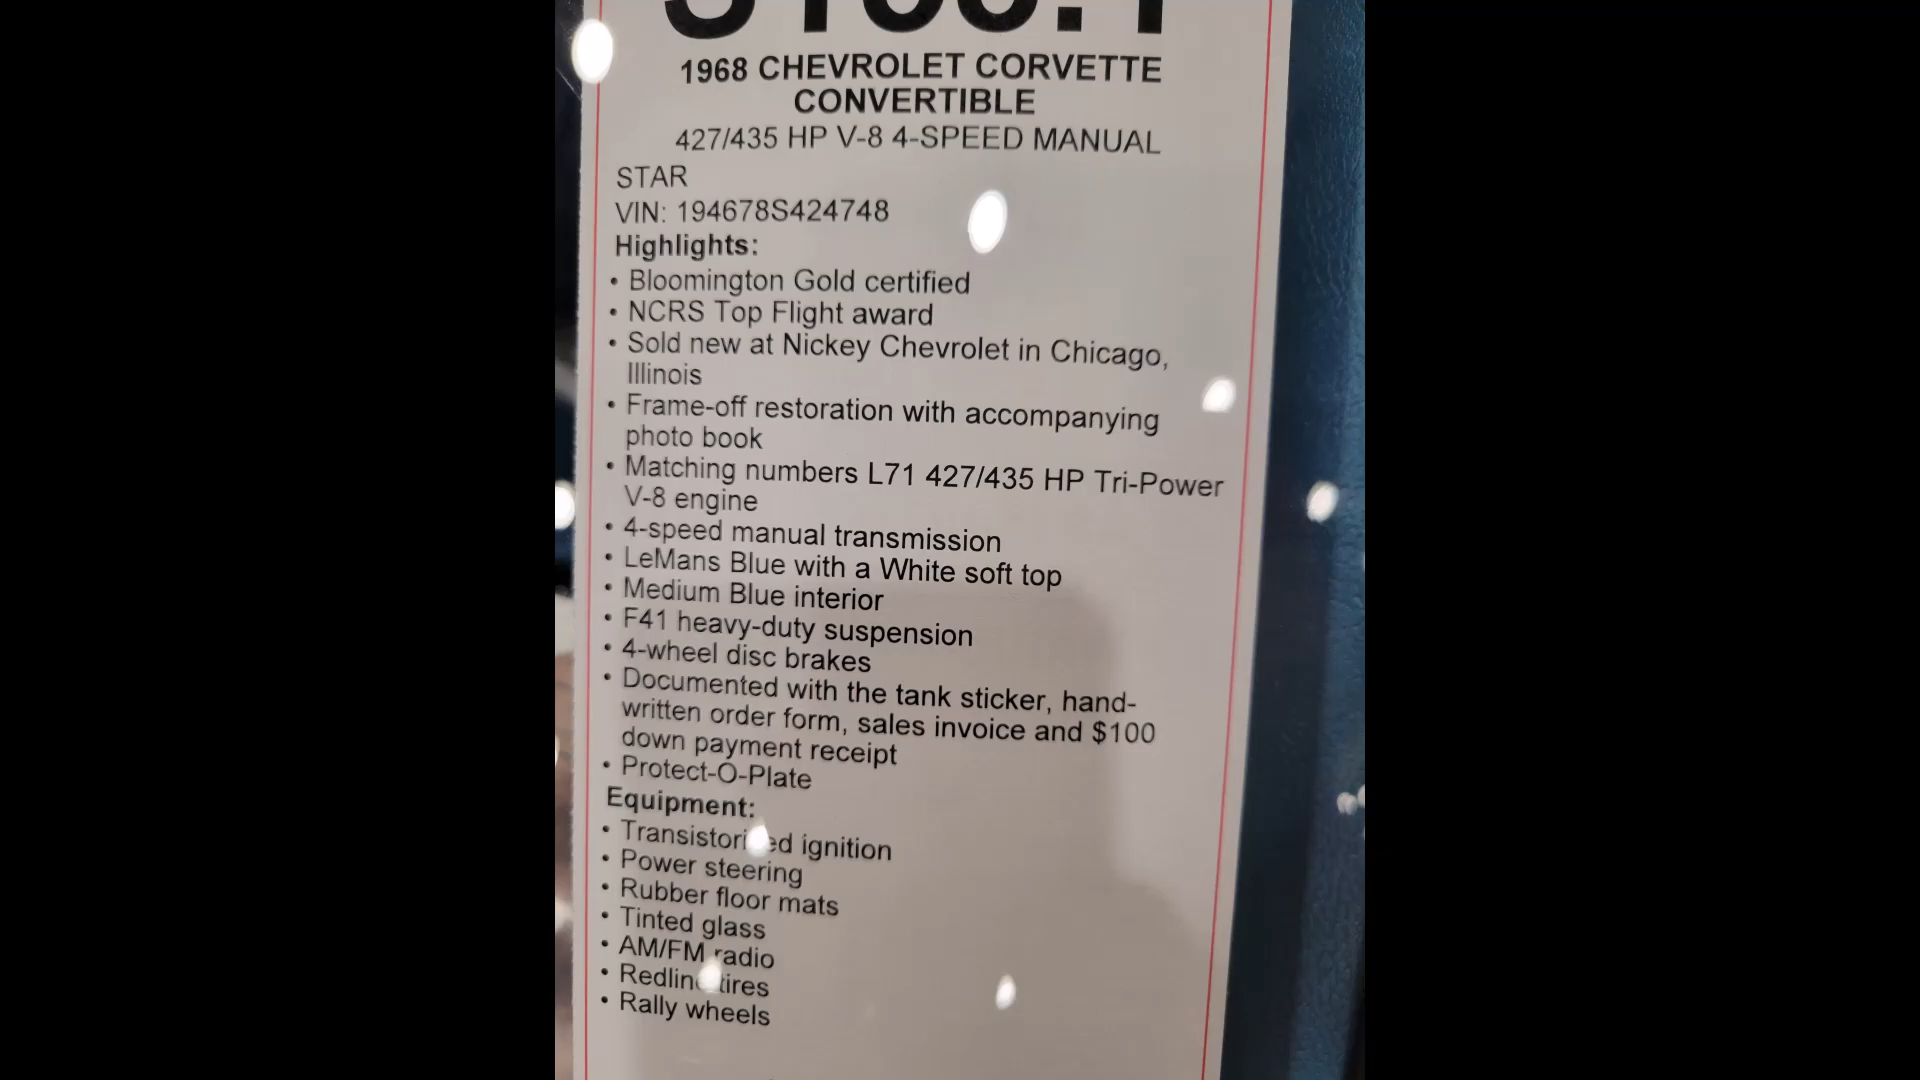 1968 CHEVROLET CORVETTE
CONVERTIBLE
427/435 HP V-8 4-SPEED MANUAL
STAR
VIN: 194678S424748
Highlights:
• Bloomington Gold certified
• NCRS Top Flight award
• Sold new at Nickey Chevrolet in Chicago,
Illinois
• Frame-off restoration with accompanying
photo book
• Matching numbers L71 427/435 HP Tri-Power
V-8 engine
• 4-speed manual transmission
• LeMans Blue with a White soft top
• Medium Blue interior
• F41 heavy-duty suspension
• 4-wheel disc brakes
• Documented with the tank sticker, hand-
written order form, sales invoice and $100
down payment receipt
• Protect-O-Plate
Equipment:
• Transistorized ignition
• Power steering
• Rubber floor mats
• Tinted glass
• AM/FM radio
• Redline tires
• Rally wheels